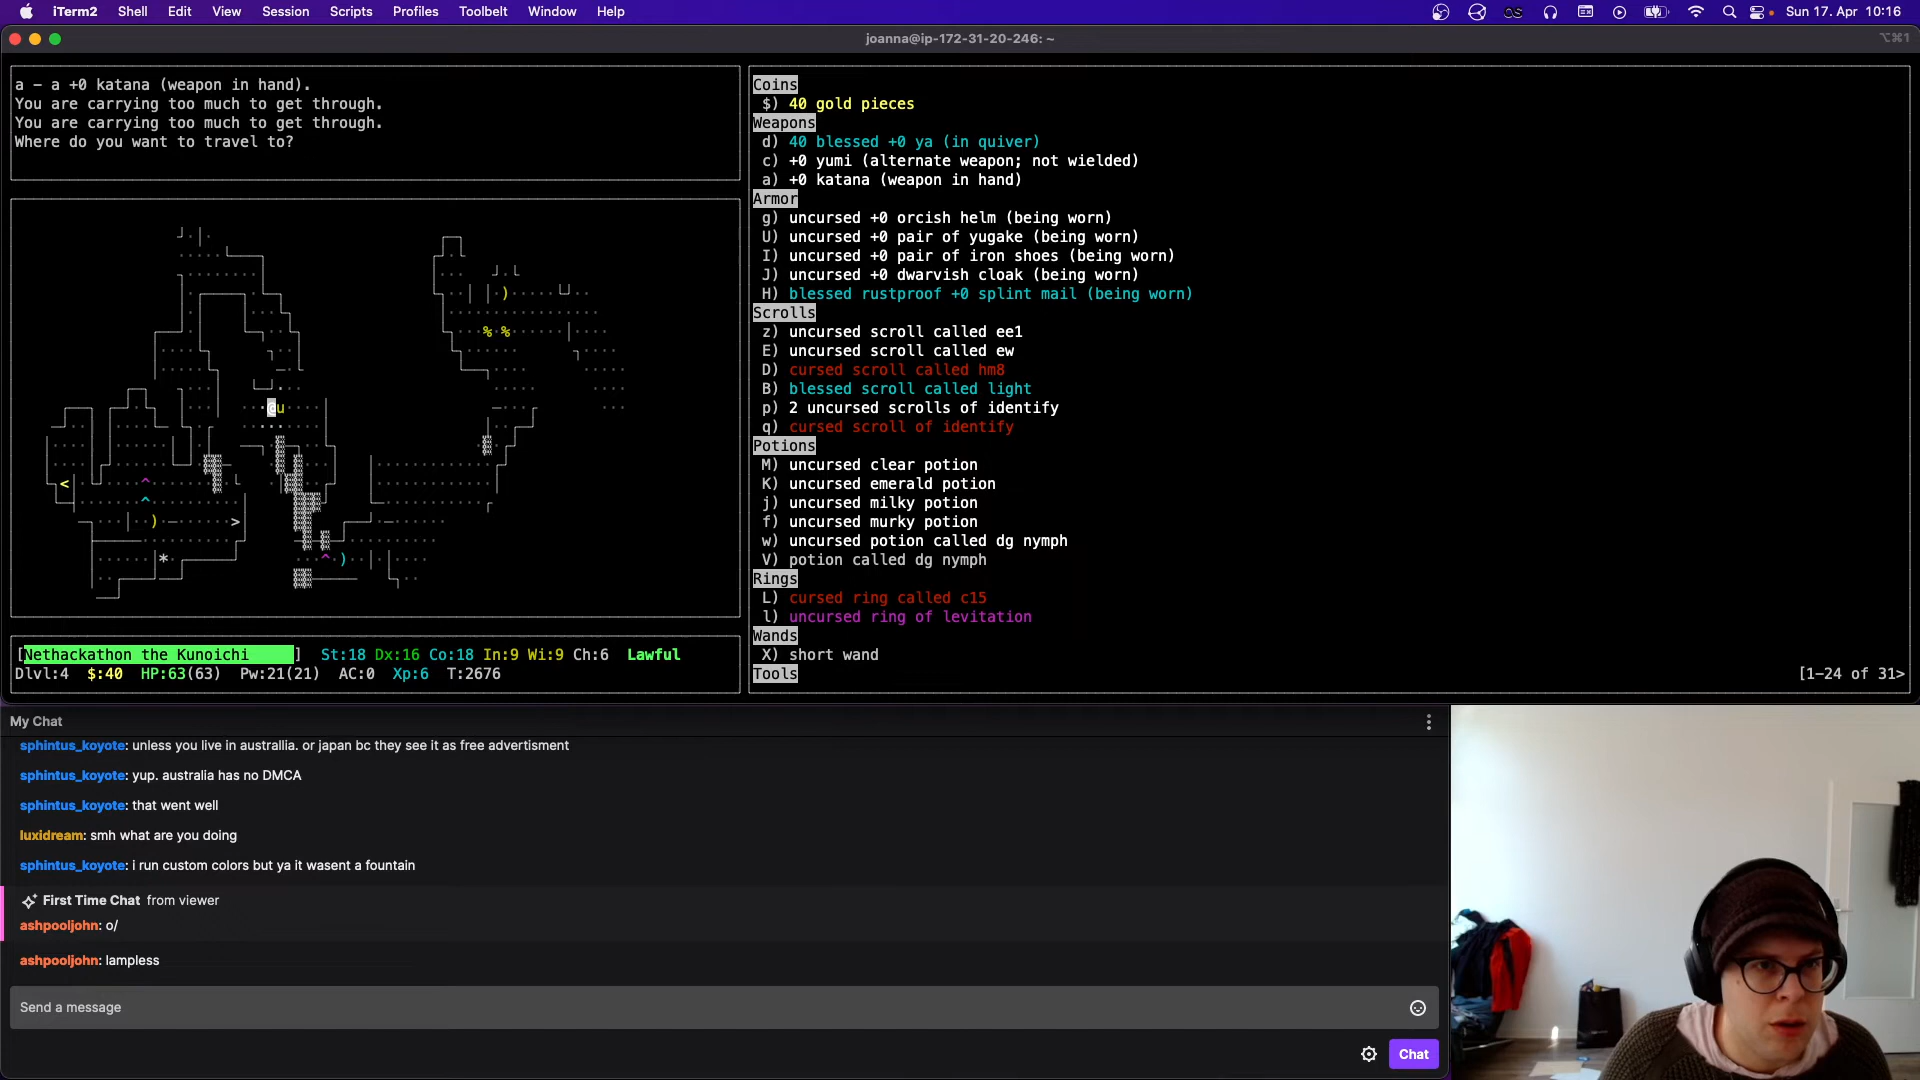 iTerm2 Shell Edit View Session Scripts Profiles Toolbelt Window Help
Sun 17. Apr 10:16
joanna@ip-172-31-20-246: ~
⌥⌘1
a - a +0 katana (weapon in hand).
You are carrying too much to get through.
You are carrying too much to get through.
Where do you want to travel to?
[Nethackathon the Kunoichi ] St:18 Dx:16 Co:18 In:9 Wi:9 Ch:6 Lawful
Dlvl:4 $:40 HP:63(63) Pw:21(21) AC:0 Xp:6 T:2676
Coins
$) 40 gold pieces
Weapons
d) 40 blessed +0 ya (in quiver)
c) +0 yumi (alternate weapon; not wielded)
a) +0 katana (weapon in hand)
Armor
g) uncursed +0 orcish helm (being worn)
U) uncursed +0 pair of yugake (being worn)
I) uncursed +0 pair of iron shoes (being worn)
J) uncursed +0 dwarvish cloak (being worn)
H) blessed rustproof +0 splint mail (being worn)
Scrolls
z) uncursed scroll called ee1
E) uncursed scroll called ew
D) cursed scroll called hm8
B) blessed scroll called light
p) 2 uncursed scrolls of identify
q) cursed scroll of identify
Potions
M) uncursed clear potion
K) uncursed emerald potion
j) uncursed milky potion
f) uncursed murky potion
w) uncursed potion called dg nymph
V) potion called dg nymph
Rings
L) cursed ring called c15
l) uncursed ring of levitation
Wands
X) short wand
Tools
[1-24 of 31>
My Chat
sphintus_koyote: unless you live in australlia. or japan bc they see it as free advertisment
sphintus_koyote: yup. australia has no DMCA
sphintus_koyote: that went well
luxidream: smh what are you doing
sphintus_koyote: i run custom colors but ya it wasent a fountain
First Time Chat from viewer
ashpooljohn: o/
ashpooljohn: lampless
Send a message
Chat